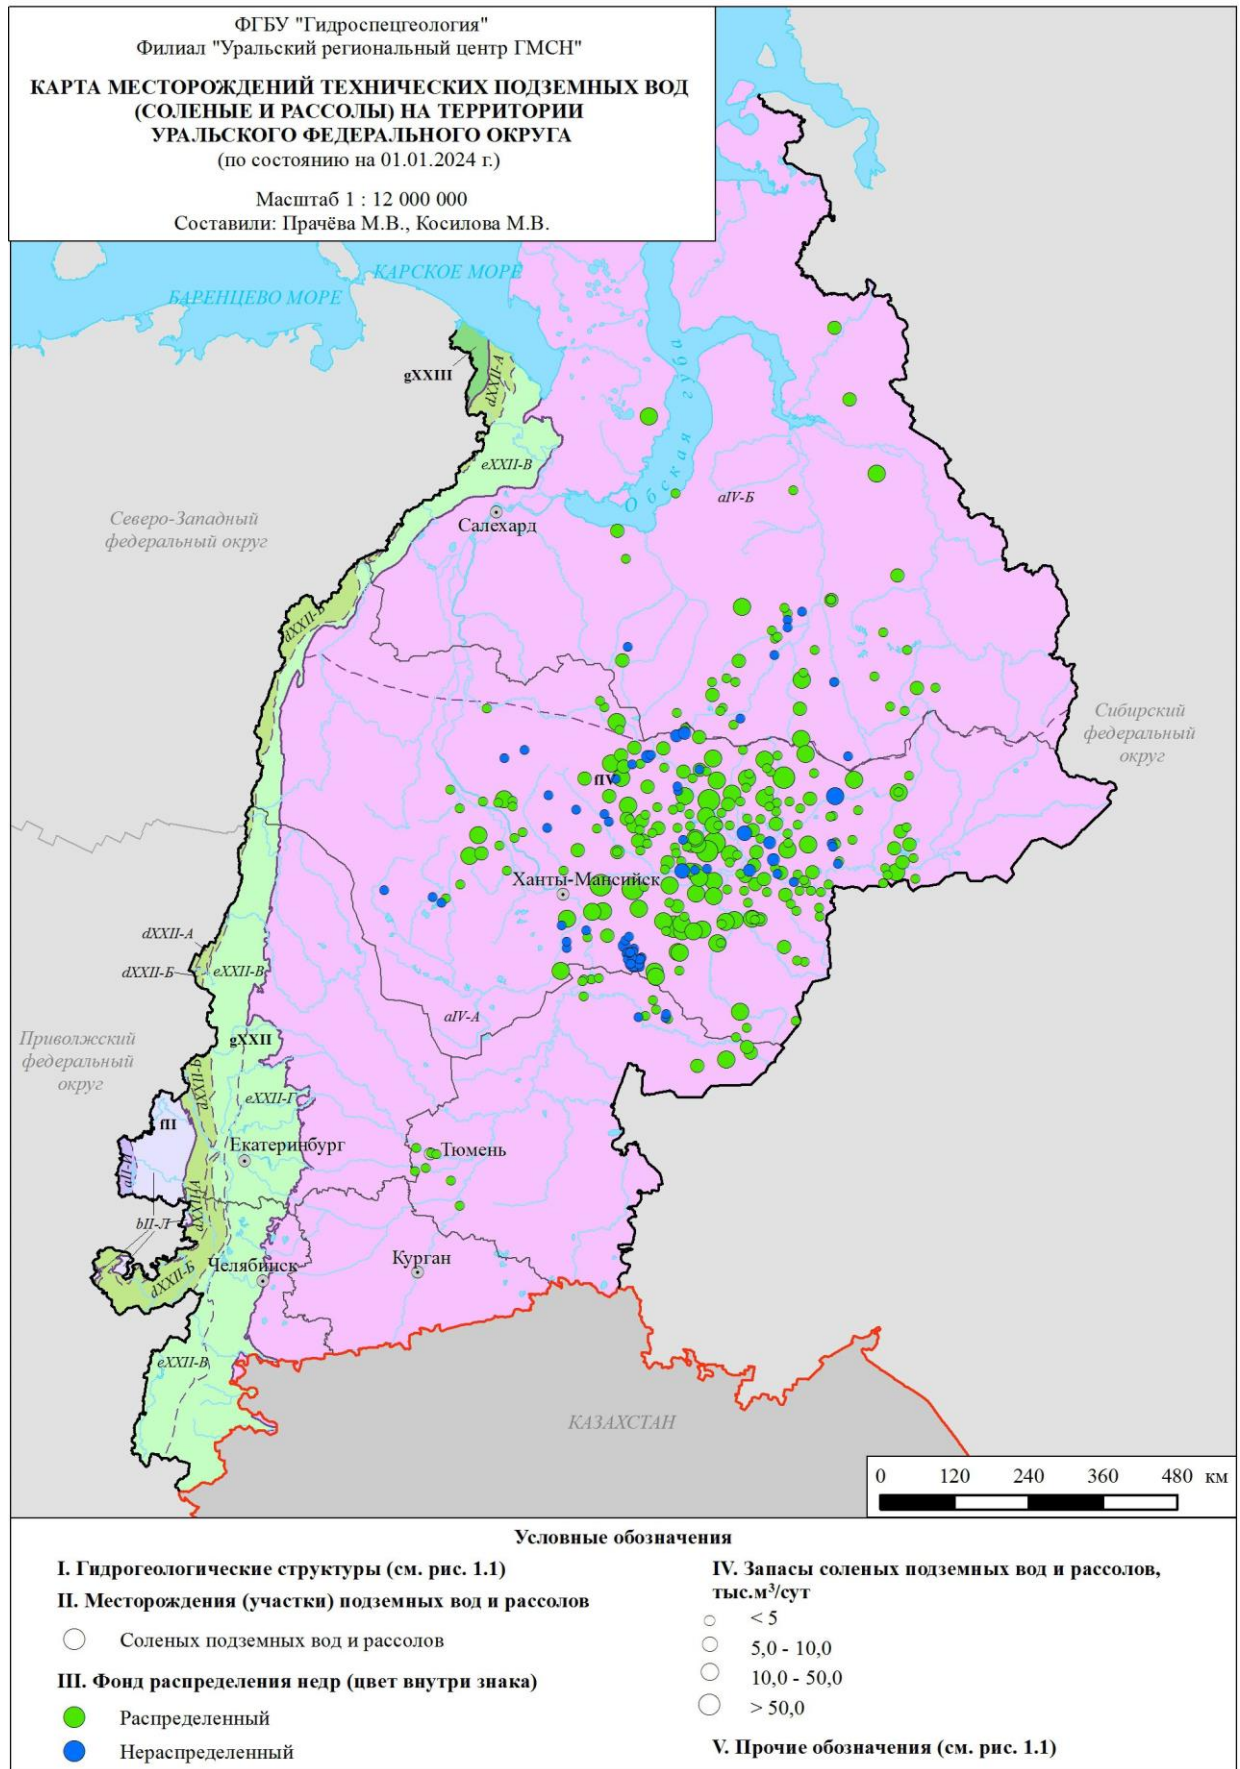 ФГБУ "Гидроспецгеология"
Филиал "Уральский региональный центр ГМСН"
КАРТА МЕСТОРОЖДЕНИЙ ТЕХНИЧЕСКИХ ПОДЗЕМНЫХ ВОД
(СОЛЕНЫЕ И РАССОЛЫ) НА ТЕРРИТОРИИ
УРАЛЬСКОГО ФЕДЕРАЛЬНОГО ОКРУГА
(по состоянию на 01.01.2024 г.)
Масштаб 1 : 12 000 000
Составили: Прачёва М.В., Косилова М.В.
КАРСКОЕ МОРЕ
БАРЕНЦЕВО МОРЕ
gXXIII
dXXII-А
Обская губа
eXXII-В
aIV-Б
Салехард
Северо-Западный
федеральный округ
dXXII-Б
Сибирский
федеральный
округ
fIV
Ханты-Мансийск
dXXII-А
dXXII-Б
eXXII-В
aIV-А
Приволжский
федеральный
округ
gXXII
dXXII-Б
eXXII-Г
fII
Екатеринбург
Тюмень
bII-Л
Челябинск
Курган
dXXII-Б
eXXII-В
КАЗАХСТАН
0 120 240 360 480 км
Условные обозначения
I. Гидрогеологические структуры (см. рис. 1.1)
II. Месторождения (участки) подземных вод и рассолов
Соленых подземных вод и рассолов
III. Фонд распределения недр (цвет внутри знака)
Распределенный
Нераспределенный
IV. Запасы соленых подземных вод и рассолов,
тыс.м³/сут
< 5
5,0 - 10,0
10,0 - 50,0
> 50,0
V. Прочие обозначения (см. рис. 1.1)